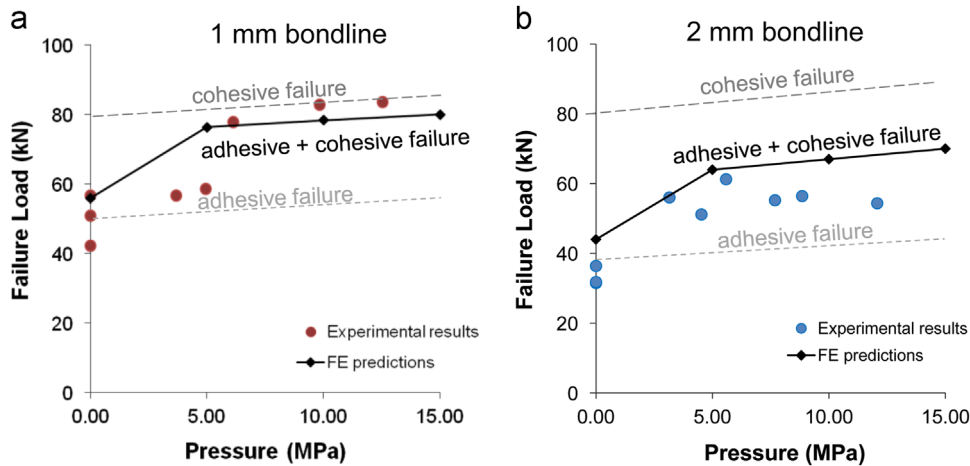 a
1 mm bondline
100
80
60
40
20
0
Failure Load (kN)
cohesive failure
adhesive + cohesive failure
adhesive failure
Experimental results
FE predictions
0.00 5.00 10.00 15.00
Pressure (MPa)
b
2 mm bondline
100
80
60
40
20
0
Failure Load (kN)
cohesive failure
adhesive + cohesive failure
adhesive failure
Experimental results
FE predictions
0.00 5.00 10.00 15.00
Pressure (MPa)